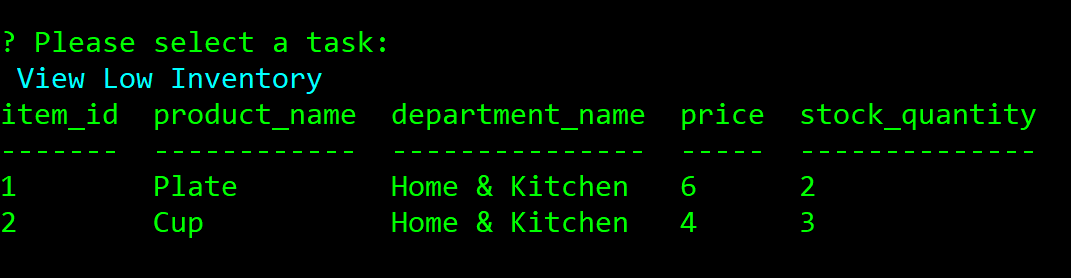 ? Please select a task:
 View Low Inventory
item_id  product_name  department_name  price  stock_quantity
-------  ------------  ---------------  -----  --------------
1        Plate         Home & Kitchen   6      2
2        Cup           Home & Kitchen   4      3